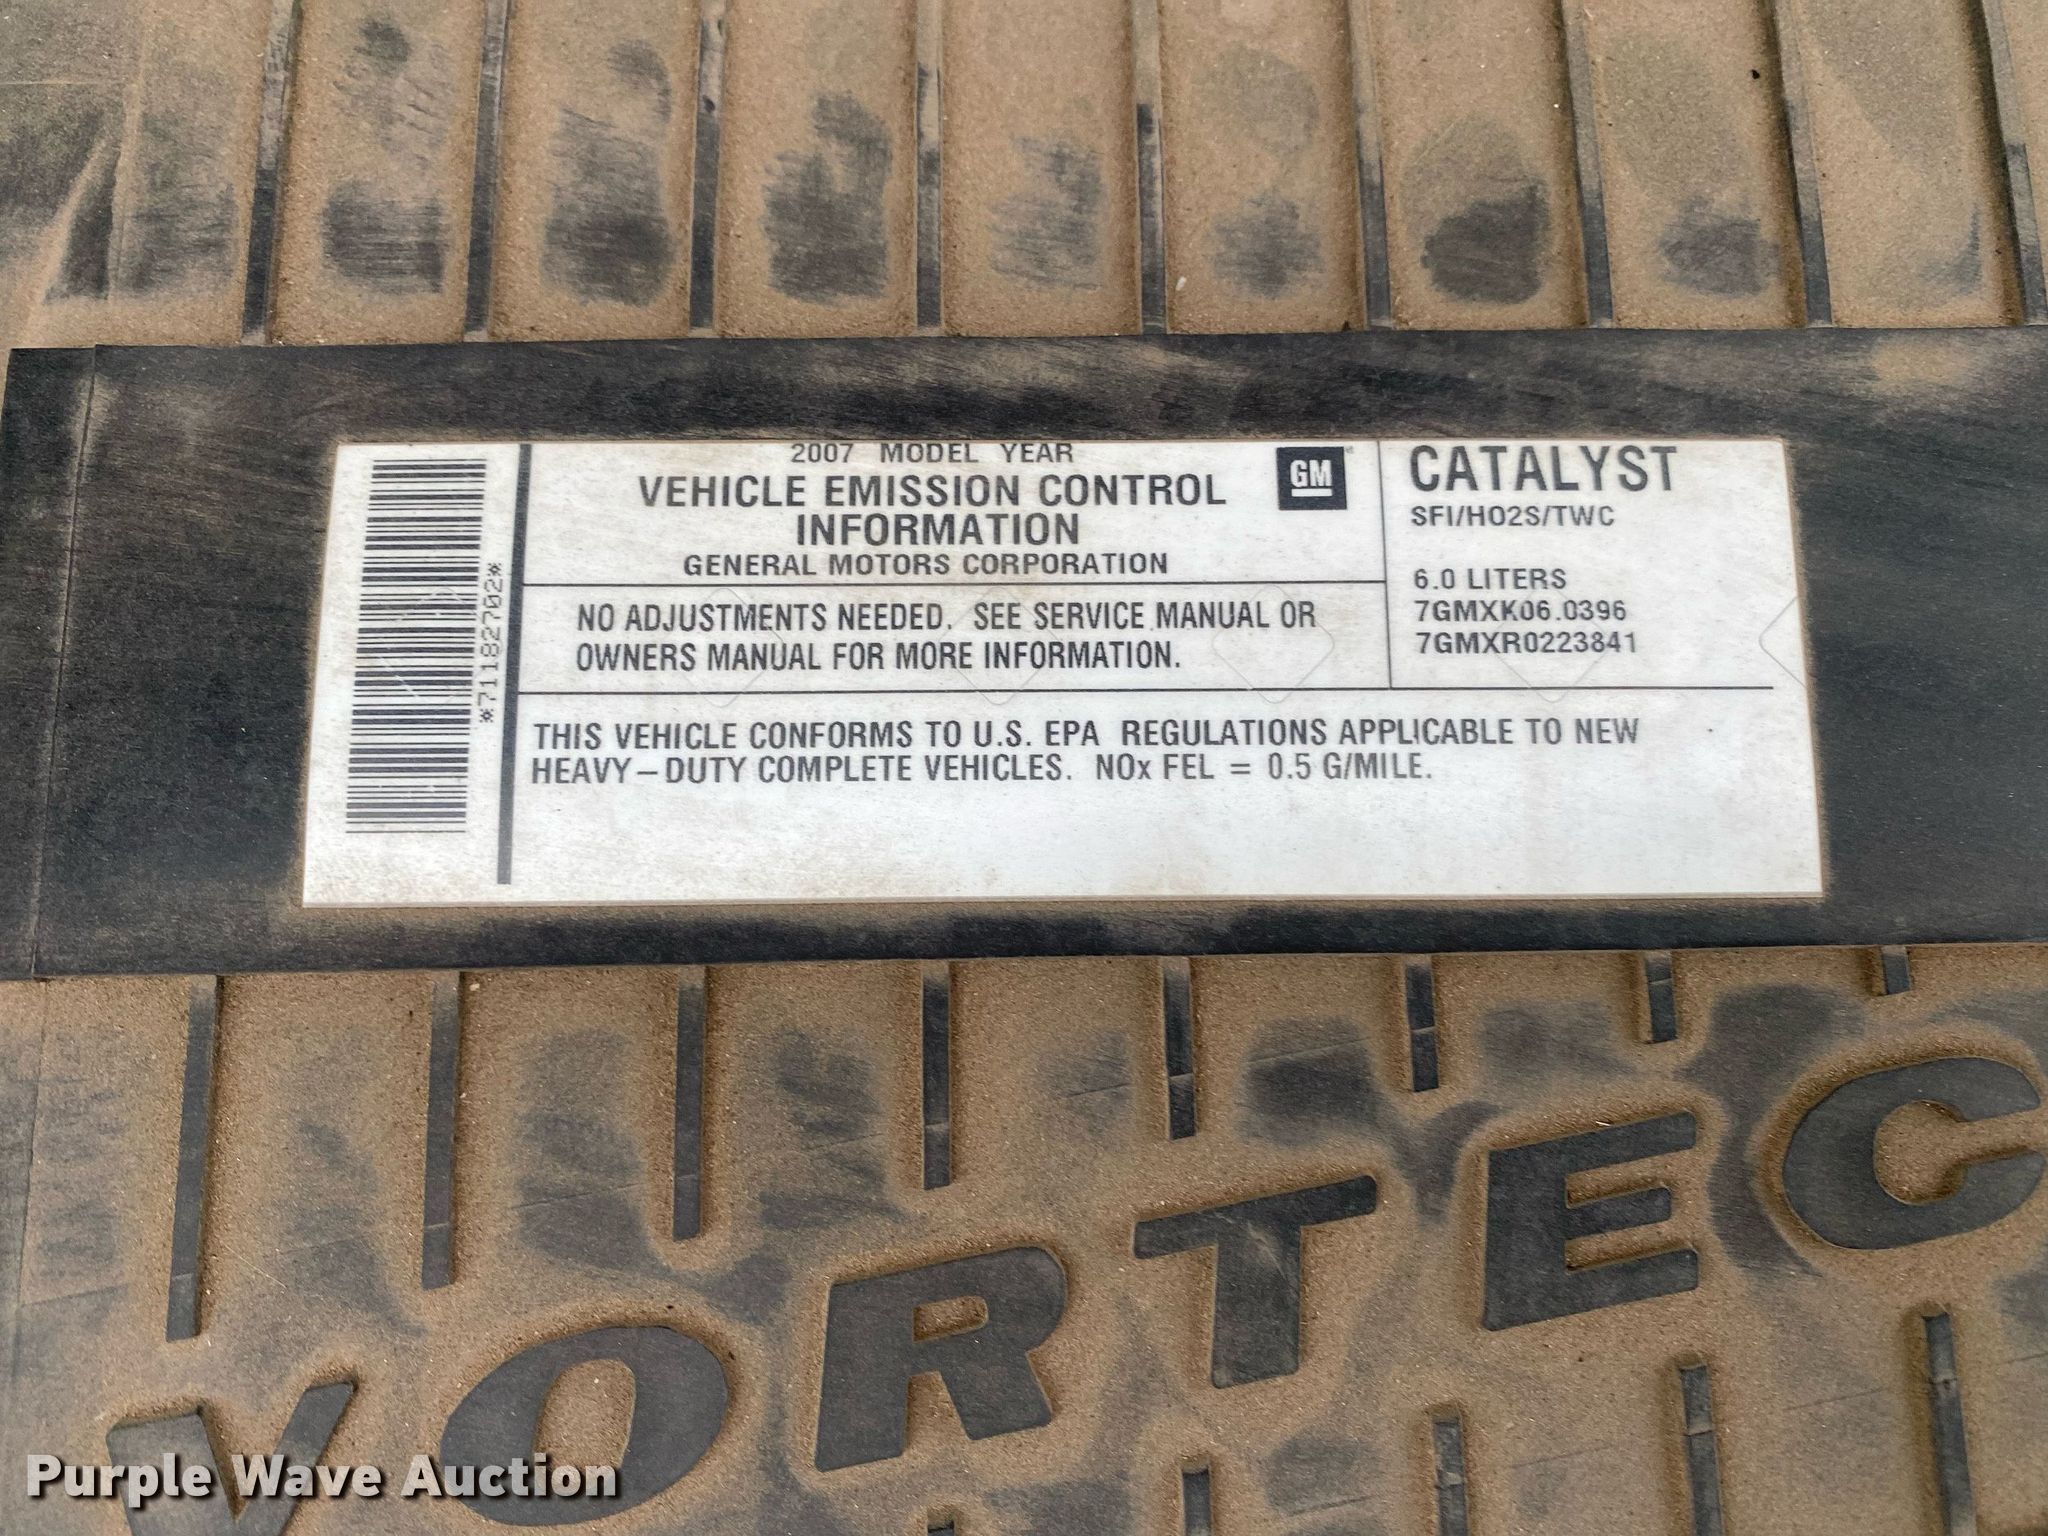 2007 MODEL YEAR
VEHICLE EMISSION CONTROL
INFORMATION
GENERAL MOTORS CORPORATION
GM
CATALYST
SFI/HO2S/TWC
6.0 LITERS
7GMXK06.0396
7GMXR0223841
*71182702*
NO ADJUSTMENTS NEEDED. SEE SERVICE MANUAL OR
OWNERS MANUAL FOR MORE INFORMATION.
THIS VEHICLE CONFORMS TO U.S. EPA REGULATIONS APPLICABLE TO NEW
HEAVY-DUTY COMPLETE VEHICLES. NOx FEL = 0.5 G/MILE.
VORTEC
Purple Wave Auction